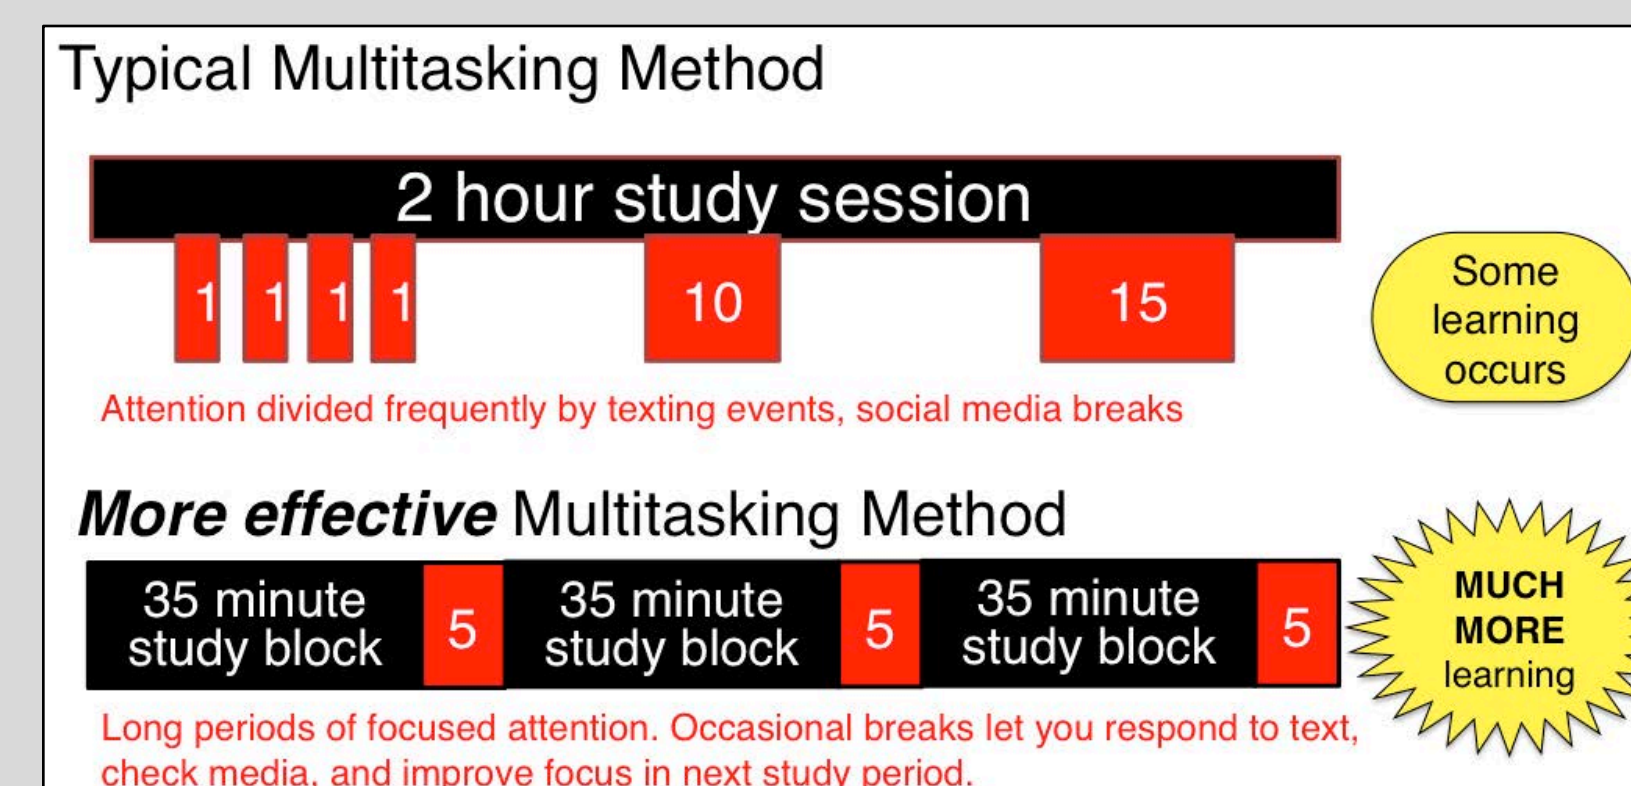 Typical Multitasking Method
2 hour study session
1 1 1 1 10 15
Some
learning
occurs
Attention divided frequently by texting events, social media breaks
More effective Multitasking Method
35 minute
study block
5
35 minute
study block
5
35 minute
study block
5
MUCH
MORE
learning
Long periods of focused attention. Occasional breaks let you respond to text,
check media, and improve focus in next study period.